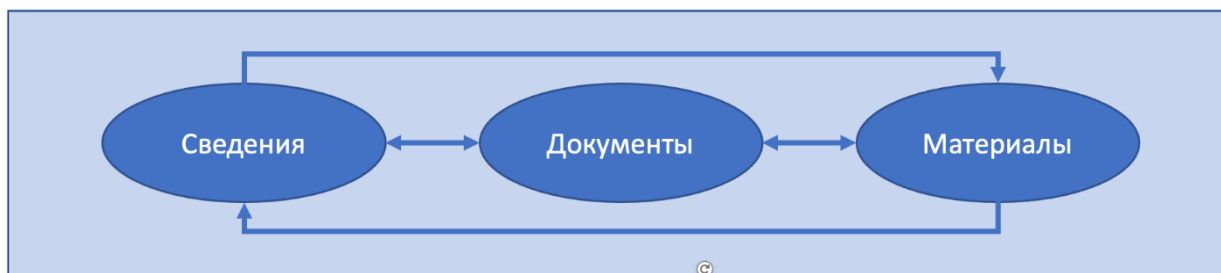 Сведения
Документы
Материалы